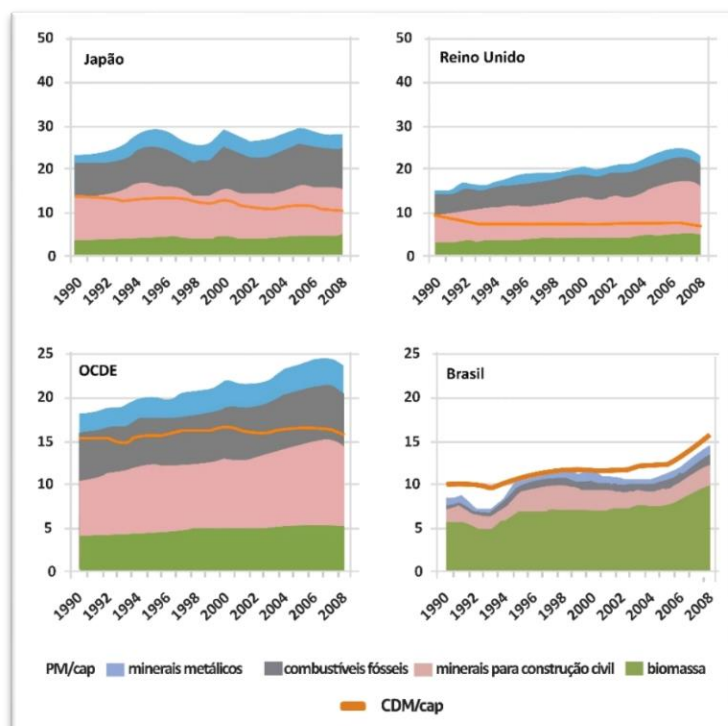 Japão
50
40
30
20
10
0
1990 1992 1994 1996 1998 2000 2002 2004 2006 2008
Reino Unido
50
40
30
20
10
0
1990 1992 1994 1996 1998 2000 2002 2004 2006 2008
OCDE
25
20
15
10
5
0
1990 1992 1994 1996 1998 2000 2002 2004 2006 2008
Brasil
25
20
15
10
5
0
1990 1992 1994 1996 1998 2000 2002 2004 2006 2008
PM/cap minerais metálicos combustíveis fósseis minerais para construção civil biomassa
CDM/cap